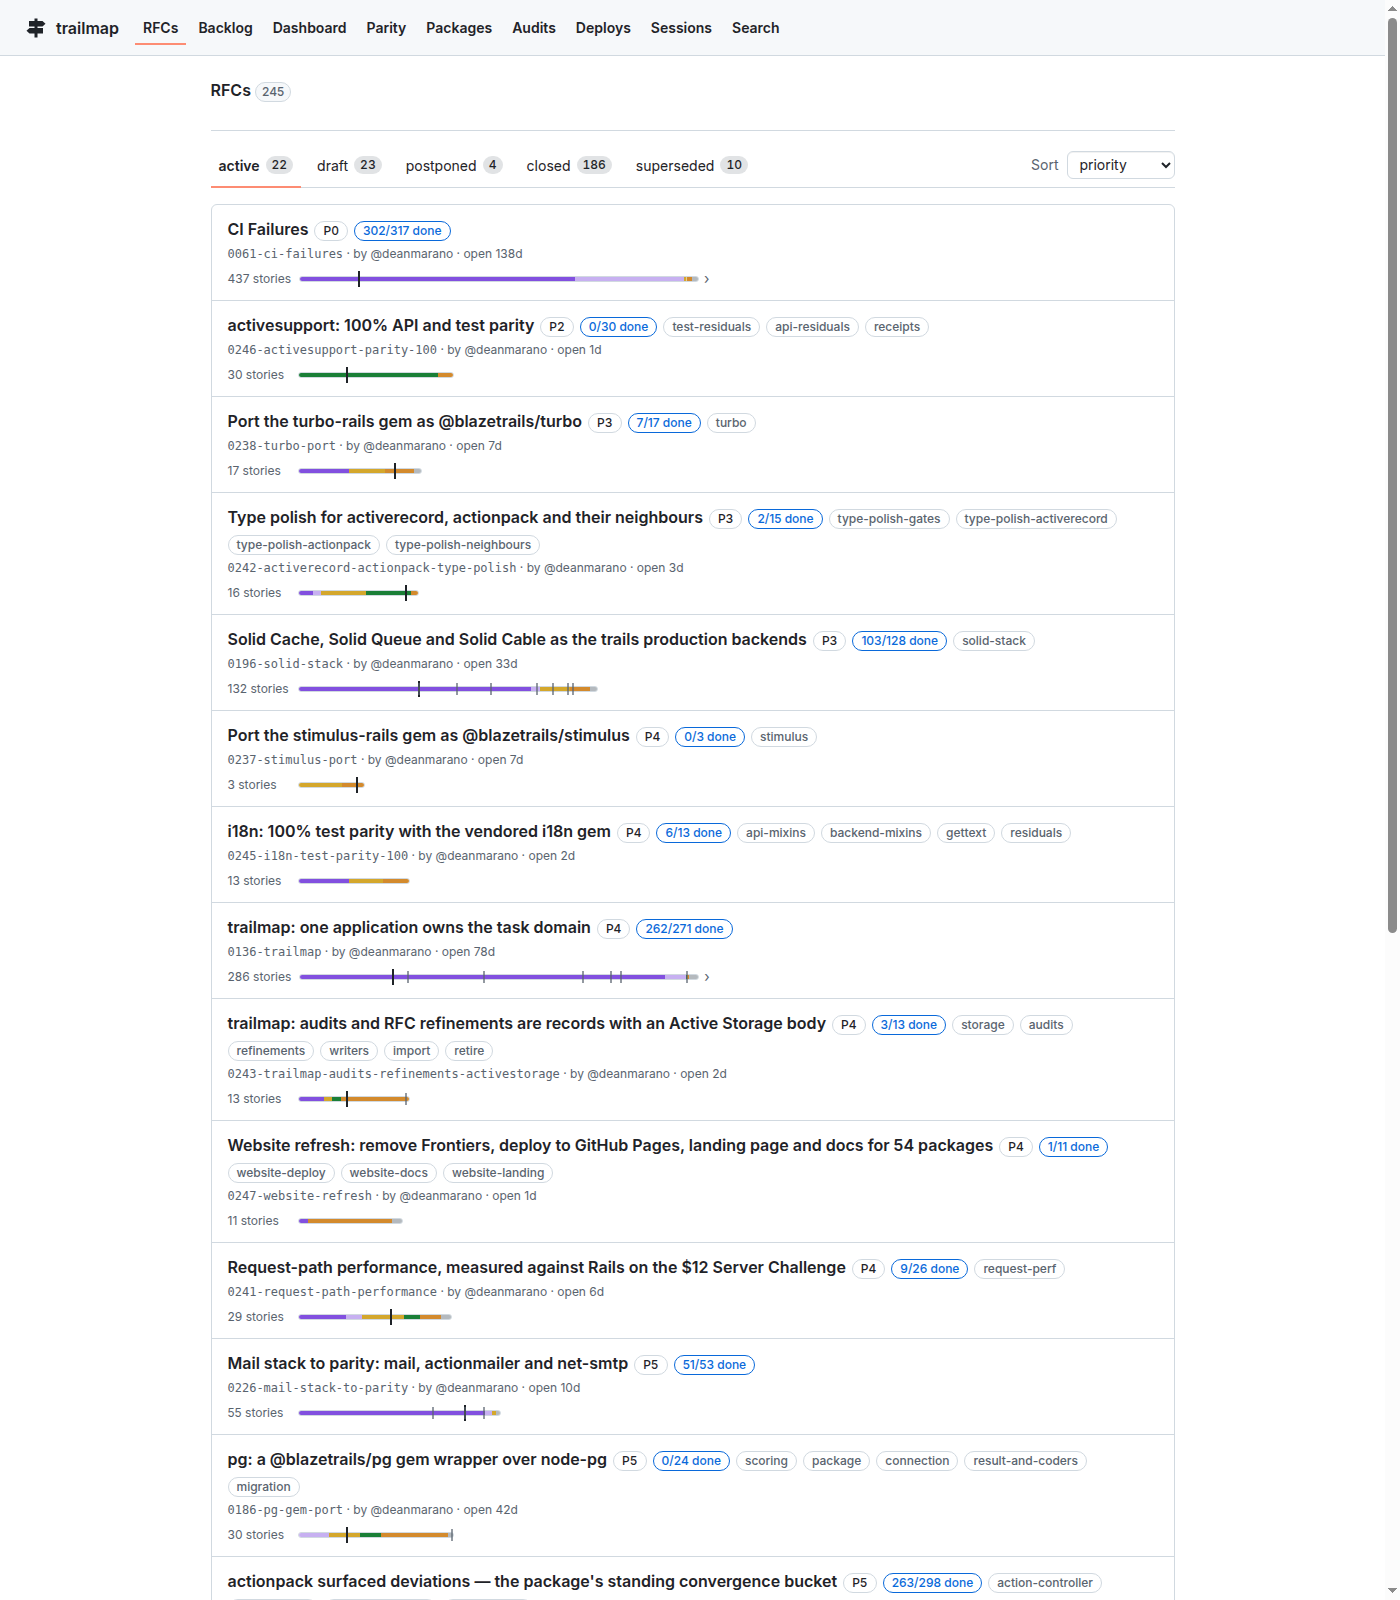 trailmap RFCs Backlog Dashboard Parity Packages Audits Deploys Sessions Search
RFCs 245
active 22 draft 23 postponed 4 closed 186 superseded 10 Sort priority
CI Failures P0 302/317 done
0061-ci-failures · by @deanmarano · open 138d
437 stories ›
activesupport: 100% API and test parity P2 0/30 done test-residuals api-residuals receipts
0246-activesupport-parity-100 · by @deanmarano · open 1d
30 stories
Port the turbo-rails gem as @blazetrails/turbo P3 7/17 done turbo
0238-turbo-port · by @deanmarano · open 7d
17 stories
Type polish for activerecord, actionpack and their neighbours P3 2/15 done type-polish-gates type-polish-activerecord
type-polish-actionpack type-polish-neighbours
0242-activerecord-actionpack-type-polish · by @deanmarano · open 3d
16 stories
Solid Cache, Solid Queue and Solid Cable as the trails production backends P3 103/128 done solid-stack
0196-solid-stack · by @deanmarano · open 33d
132 stories
Port the stimulus-rails gem as @blazetrails/stimulus P4 0/3 done stimulus
0237-stimulus-port · by @deanmarano · open 7d
3 stories
i18n: 100% test parity with the vendored i18n gem P4 6/13 done api-mixins backend-mixins gettext residuals
0245-i18n-test-parity-100 · by @deanmarano · open 2d
13 stories
trailmap: one application owns the task domain P4 262/271 done
0136-trailmap · by @deanmarano · open 78d
286 stories ›
trailmap: audits and RFC refinements are records with an Active Storage body P4 3/13 done storage audits
refinements writers import retire
0243-trailmap-audits-refinements-activestorage · by @deanmarano · open 2d
13 stories
Website refresh: remove Frontiers, deploy to GitHub Pages, landing page and docs for 54 packages P4 1/11 done
website-deploy website-docs website-landing
0247-website-refresh · by @deanmarano · open 1d
11 stories
Request-path performance, measured against Rails on the $12 Server Challenge P4 9/26 done request-perf
0241-request-path-performance · by @deanmarano · open 6d
29 stories
Mail stack to parity: mail, actionmailer and net-smtp P5 51/53 done
0226-mail-stack-to-parity · by @deanmarano · open 10d
55 stories
pg: a @blazetrails/pg gem wrapper over node-pg P5 0/24 done scoring package connection result-and-coders
migration
0186-pg-gem-port · by @deanmarano · open 42d
30 stories
actionpack surfaced deviations — the package's standing convergence bucket P5 263/298 done action-controller